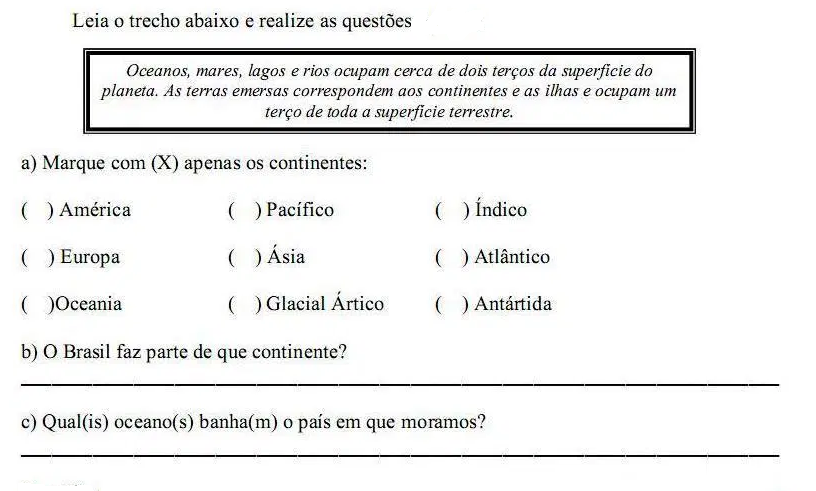 Leia o trecho abaixo e realize as questões
Oceanos, mares, lagos e rios ocupam cerca de dois terços da superfície do
planeta. As terras emersas correspondem aos continentes e as ilhas e ocupam um
terço de toda a superfície terrestre.
a) Marque com (X) apenas os continentes:
(   ) América (   ) Pacífico (   ) Índico
(   ) Europa (   ) Ásia (   ) Atlântico
(   )Oceania (   ) Glacial Ártico (   ) Antártida
b) O Brasil faz parte de que continente?
c) Qual(is) oceano(s) banha(m) o país em que moramos?